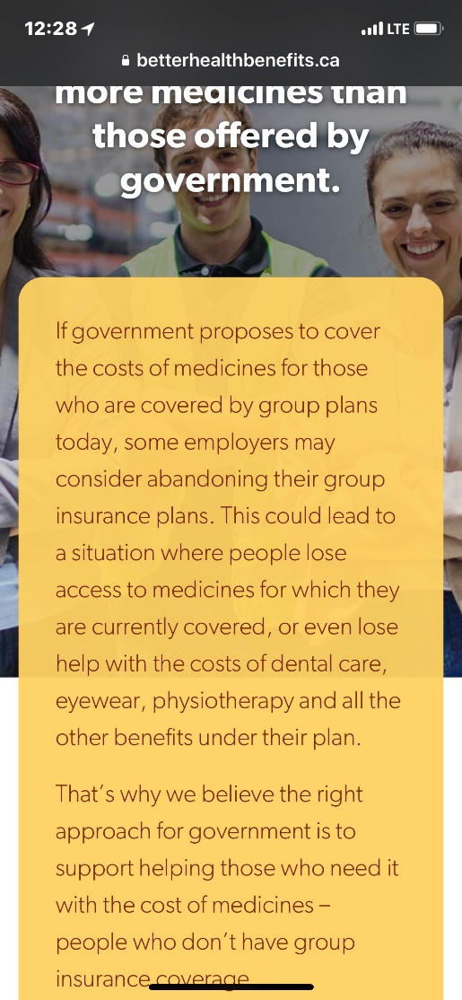 12:28
LTE
betterhealthbenefits.ca
more medicines than
those offered by
government.
If government proposes to cover
the costs of medicines for those
who are covered by group plans
today, some employers may
consider abandoning their group
insurance plans. This could lead to
a situation where people lose
access to medicines for which they
are currently covered, or even lose
help with the costs of dental care,
eyewear, physiotherapy and all the
other benefits under their plan.
That's why we believe the right
approach for government is to
support helping those who need it
with the cost of medicines –
people who don't have group
insurance coverage